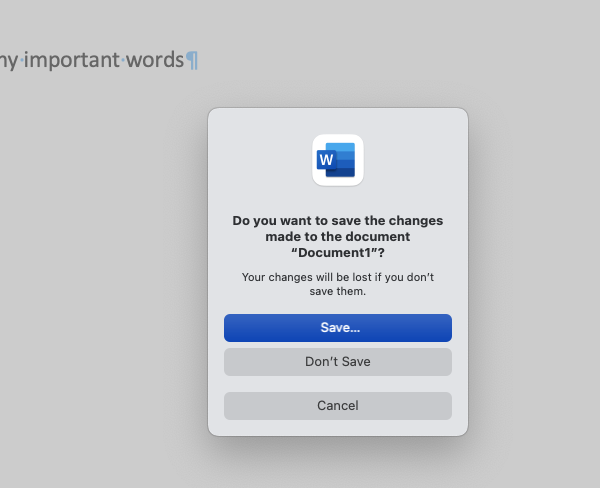 important words¶
W
Do you want to save the changes
made to the document
“Document1”?
Your changes will be lost if you don’t
save them.
Save...
Don’t Save
Cancel